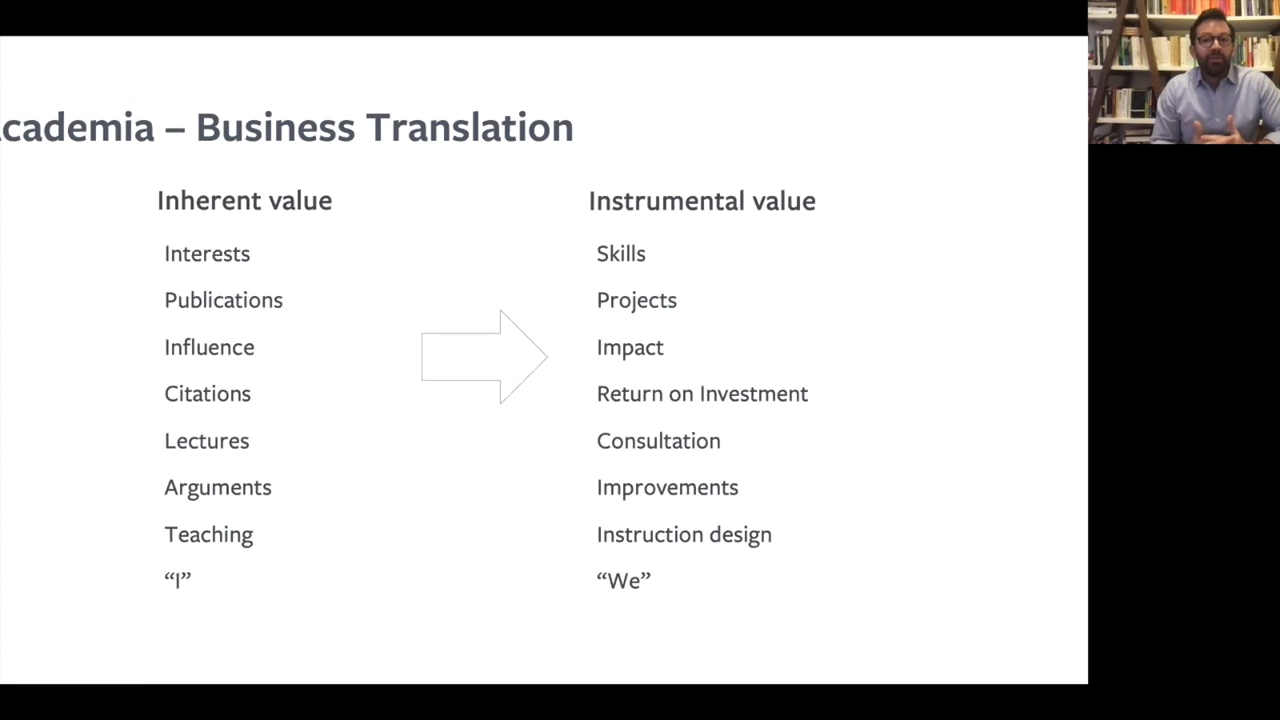 cademia – Business Translation
Inherent value
Interests
Publications
Influence
Citations
Lectures
Arguments
Teaching
“I”
Instrumental value
Skills
Projects
Impact
Return on Investment
Consultation
Improvements
Instruction design
“We”